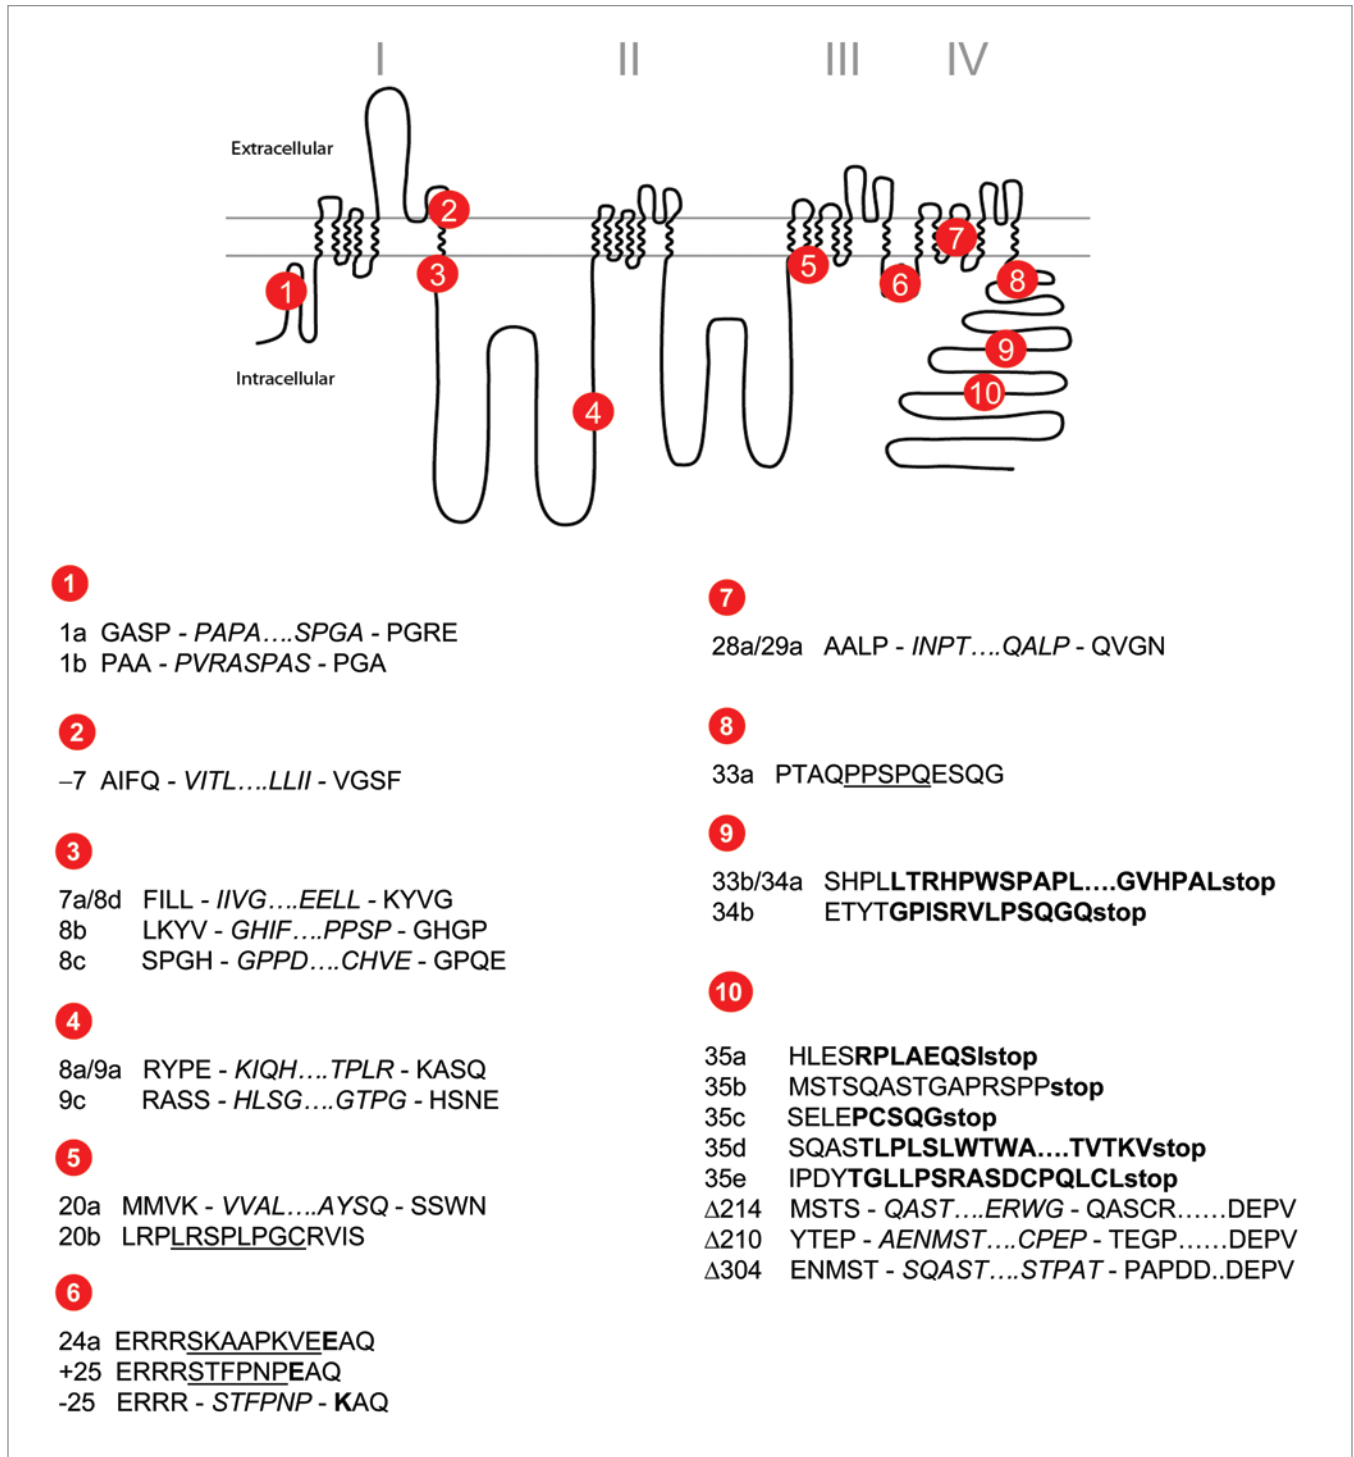 I II III IV
Extracellular
2
7
3
5
1
6
8
9
Intracellular
10
4
1
1a GASP - PAPA....SPGA - PGRE
1b PAA - PVRASPAS - PGA
2
–7 AIFQ - VITL....LLII - VGSF
3
7a/8d FILL - IIVG....EELL - KYVG
8b LKYV - GHIF....PPSP - GHGP
8c SPGH - GPPD....CHVE - GPQE
4
8a/9a RYPE - KIQH....TPLR - KASQ
9c RASS - HLSG....GTPG - HSNE
5
20a MMVK - VVAL....AYSQ - SSWN
20b LRPLRSPLPGCRVIS
6
24a ERRRSKAAPKVEEAQ
+25 ERRRSTFPNPEAQ
-25 ERRR - STFPNP - KAQ
7
28a/29a AALP - INPT....QALP - QVGN
8
33a PTAQPPSPQESQG
9
33b/34a SHPLLTRHPWSPAPL....GVHPALstop
34b ETYTGPISRVLPSQGQstop
10
35a HLESRPLAEQSIstop
35b MSTSQASTGAPRSPPstop
35c SELEPCSQGstop
35d SQASTLPLSLWTWA....TVTKVstop
35e IPDYTGLLPSRASDCPQLCLstop
Δ214 MSTS - QAST....ERWG - QASCR......DEPV
Δ210 YTEP - AENMST....CPEP - TEGP......DEPV
Δ304 ENMST - SQAST....STPAT - PAPDD..DEPV